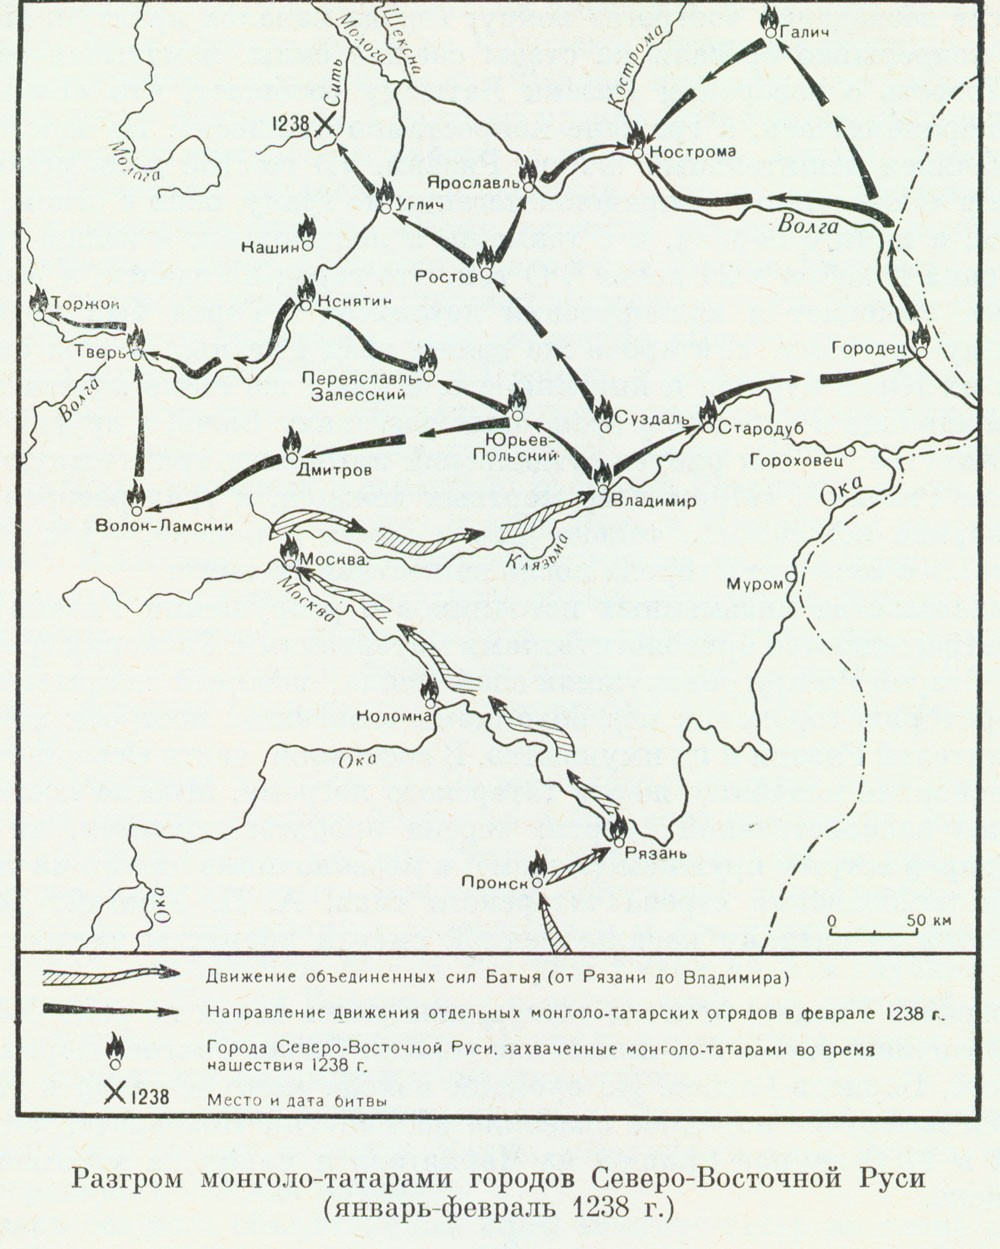 Галич
Шексна
Молога
Сить
Кострома
1238
Молога
Кострома
Ярославль
Углич
Волга
Кашин
Ростов
Кснятин
Торжок
Городец
Тверь
Переяславль-
Залесский
Волга
Суздаль
Стародуб
Юрьев-
Польский
Гороховец
Дмитров
Владимир
Ока
Волок-Ламский
Клязьма
Москва
Муром
Москва
Коломна
Ока
Рязань
Пронск
Ока
0 50 км
Движение объединенных сил Батыя (от Рязани до Владимира)
Направление движения отдельных монголо-татарских отрядов в феврале 1238 г.
Города Северо-Восточной Руси, захваченные монголо-татарами во время
нашествия 1238 г.
1238 Место и дата битвы
Разгром монголо-татарами городов Северо-Восточной Руси
(январь-февраль 1238 г.)